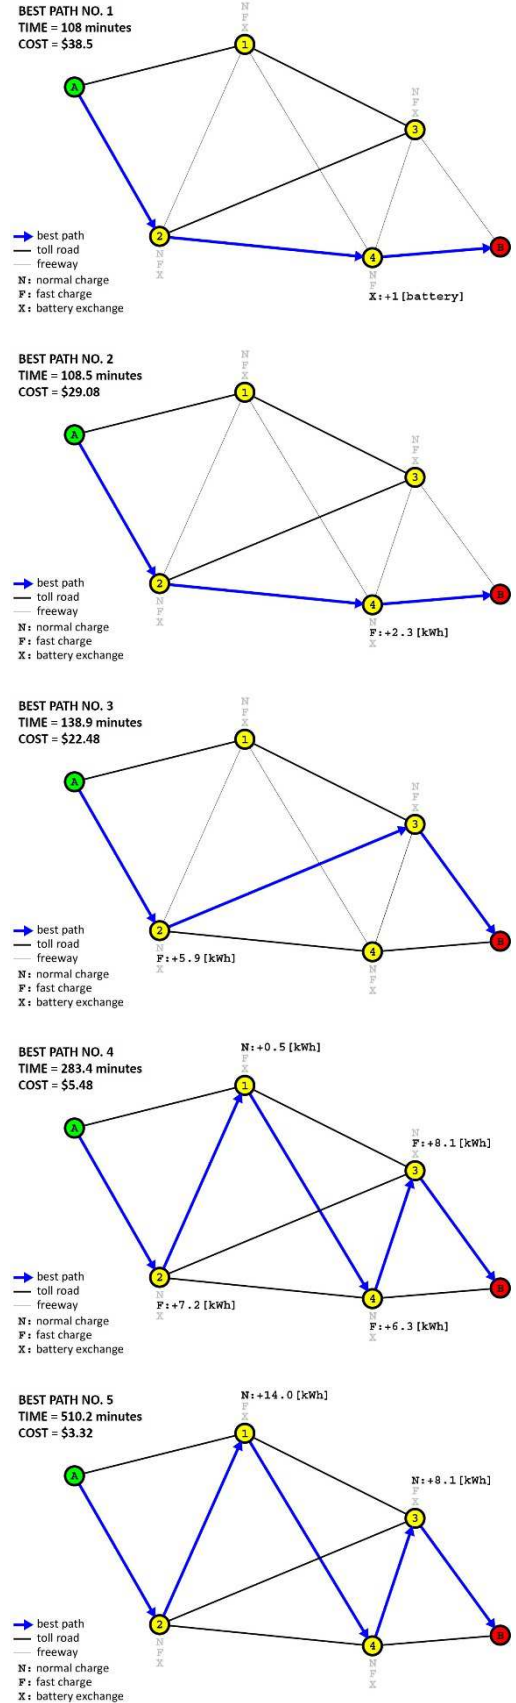 BEST PATH NO. 1
TIME = 108 minutes
COST = $38.5
N
F
X
1
A
N
F
X
3
2
N
F
X
4
B
N
F
X:+1[battery]
best path
toll road
freeway
N: normal charge
F: fast charge
X: battery exchange
BEST PATH NO. 2
TIME = 108.5 minutes
COST = $29.08
N
F
X
1
A
N
F
X
3
2
N
F
X
4
B
N
F:+2.3[kWh]
X
best path
toll road
freeway
N: normal charge
F: fast charge
X: battery exchange
BEST PATH NO. 3
TIME = 138.9 minutes
COST = $22.48
N
F
X
1
A
N
F
X
3
2
N
F:+5.9[kWh]
X
4
B
N
F
X
best path
toll road
freeway
N: normal charge
F: fast charge
X: battery exchange
BEST PATH NO. 4
TIME = 283.4 minutes
COST = $5.48
N:+0.5[kWh]
F
X
1
A
N
F:+8.1[kWh]
X
3
2
N
F:+7.2[kWh]
X
4
B
N
F:+6.3[kWh]
X
best path
toll road
freeway
N: normal charge
F: fast charge
X: battery exchange
BEST PATH NO. 5
TIME = 510.2 minutes
COST = $3.32
N:+14.0[kWh]
F
X
1
A
N:+8.1[kWh]
F
X
3
2
N
F
X
4
B
N
F
X
best path
toll road
freeway
N: normal charge
F: fast charge
X: battery exchange